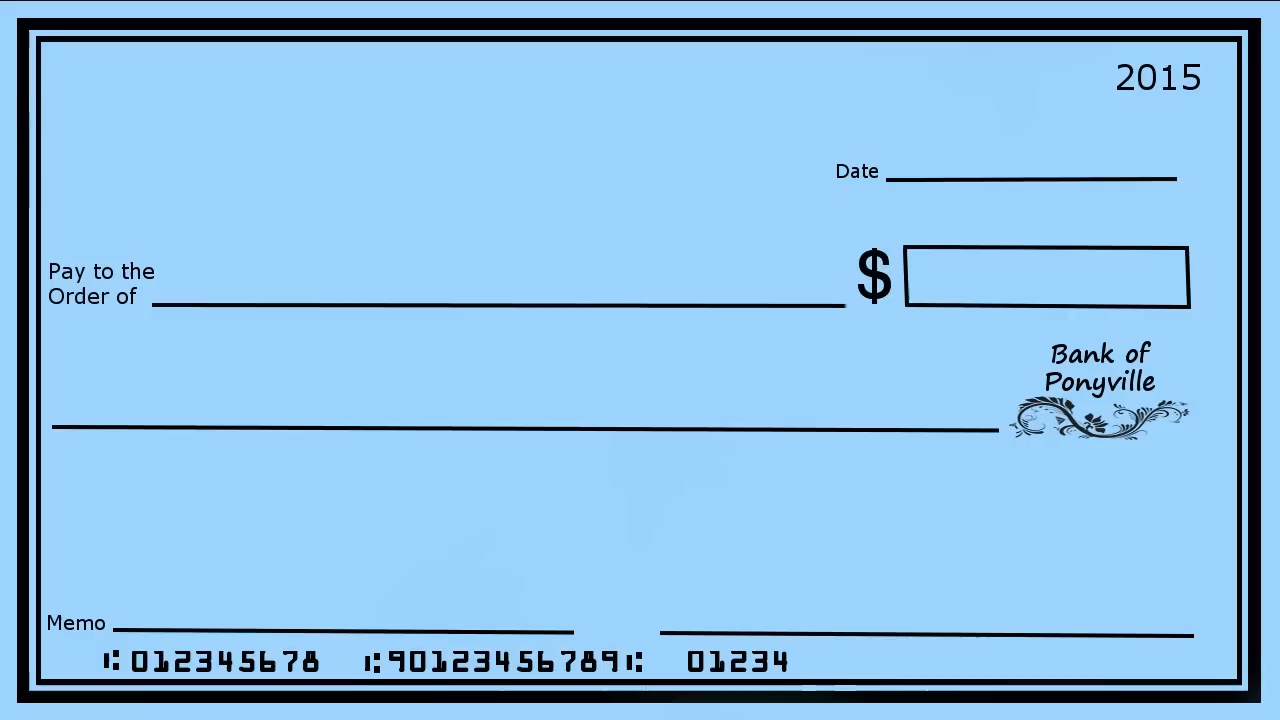 2015
Date
Pay to the
Order of
$
Bank of
Ponyville
Memo
⑆012345678 ⑆90123456789⑆ 01234